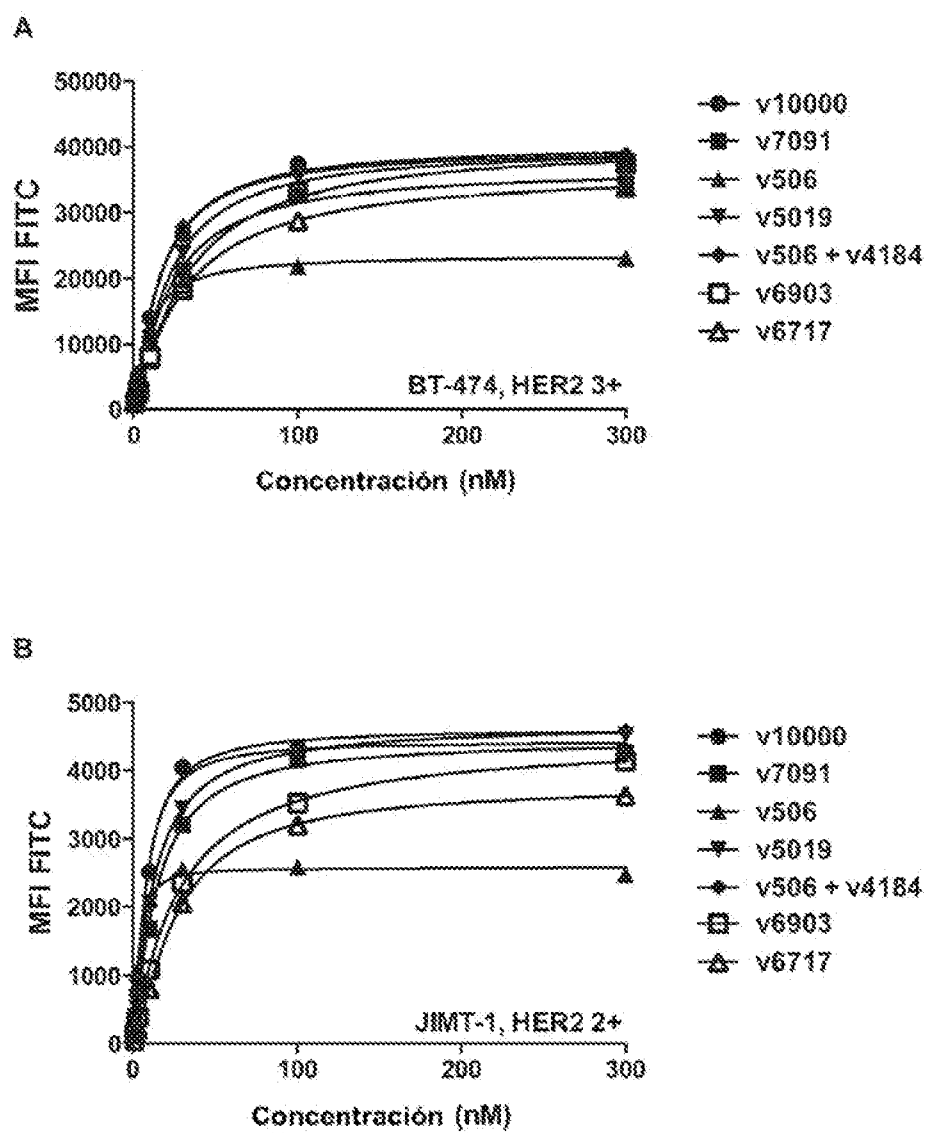 A
50000
40000
30000
20000
10000
0
MFI FITC
0 100 200 300
Concentración (nM)
BT-474, HER2 3+
v10000
v7091
v506
v5019
v506 + v4184
v6903
v6717
B
5000
4000
3000
2000
1000
0
MFI FITC
0 100 200 300
Concentración (nM)
JIMT-1, HER2 2+
v10000
v7091
v506
v5019
v506 + v4184
v6903
v6717